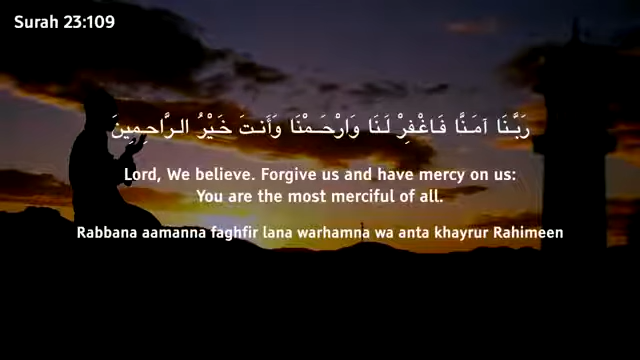 Surah 23:109
رَبَّنَا آمَنَّا فَاغْفِرْ لَنَا وَارْحَمْنَا وَأَنتَ خَيْرُ الرَّاحِمِينَ
Lord, We believe. Forgive us and have mercy on us:
You are the most merciful of all.
Rabbana aamanna faghfir lana warhamna wa anta khayrur Rahimeen